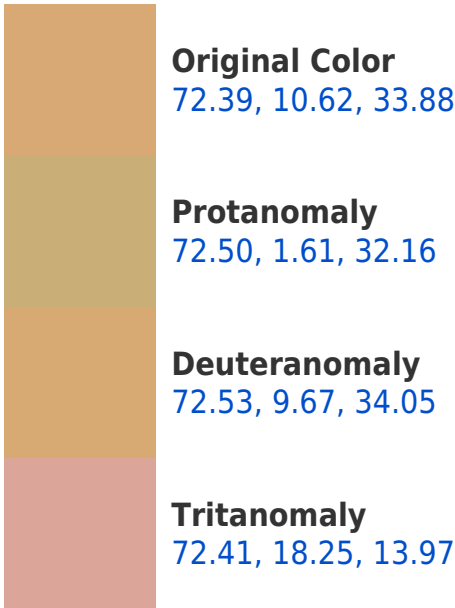 Original Color
72.39, 10.62, 33.88
Protanomaly
72.50, 1.61, 32.16
Deuteranomaly
72.53, 9.67, 34.05
Tritanomaly
72.41, 18.25, 13.97